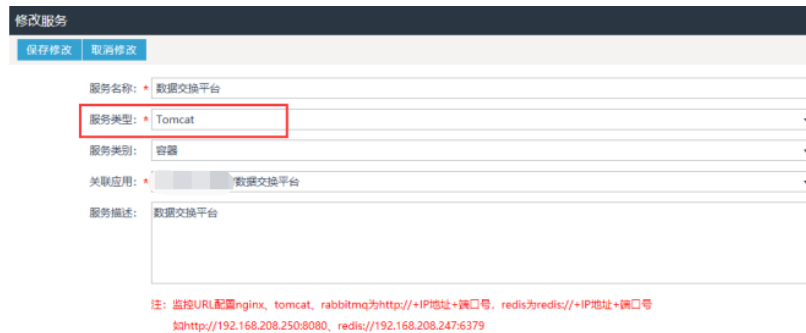 修改服务
保存修改 取消修改
服务名称: * 数据交换平台
服务类型: * Tomcat
服务类别: 容器
关联应用: * /数据交换平台
服务描述: 数据交换平台
注: 监控URL配置nginx、tomcat、rabbitmq为http://+IP地址+端口号, redis为redis://+IP地址+端口号
如http://192.168.208.250:8080、redis://192.168.208.247:6379